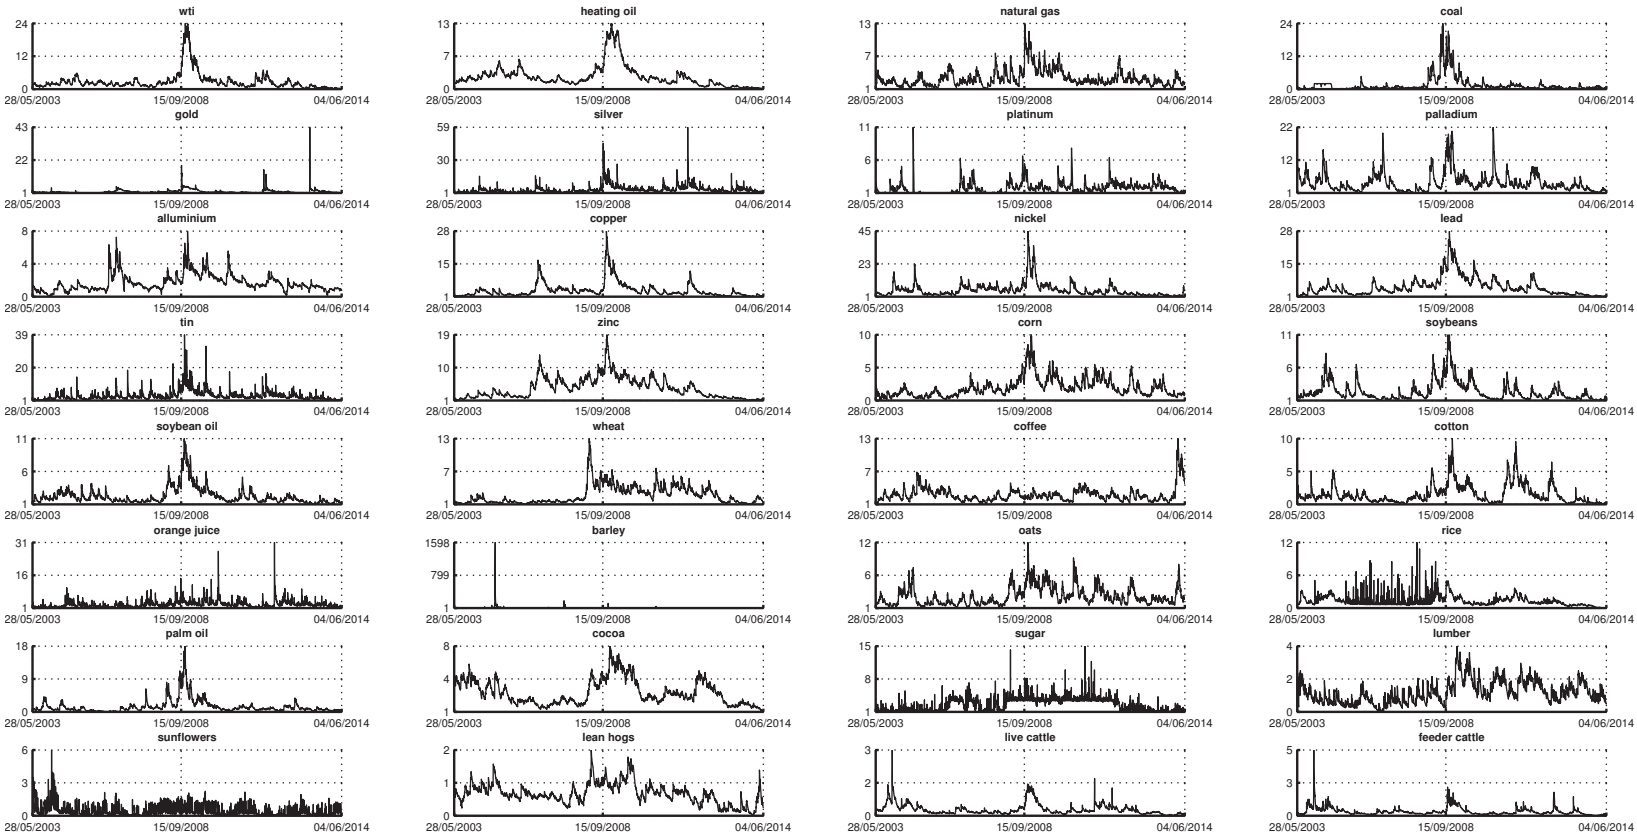 wti heating oil natural gas coal
24 13 13 24
12 7 7 12
0 1 1 0
28/05/2003 15/09/2008 04/06/2014 28/05/2003 15/09/2008 04/06/2014 28/05/2003 15/09/2008 04/06/2014 28/05/2003 15/09/2008 04/06/2014
gold silver platinum palladium
43 59 11 22
22 30 6 12
1 1 1 1
28/05/2003 15/09/2008 04/06/2014 28/05/2003 15/09/2008 04/06/2014 28/05/2003 15/09/2008 04/06/2014 28/05/2003 15/09/2008 04/06/2014
alluminium copper nickel lead
8 28 45 28
4 15 23 15
0 1 1 1
28/05/2003 15/09/2008 04/06/2014 28/05/2003 15/09/2008 04/06/2014 28/05/2003 15/09/2008 04/06/2014 28/05/2003 15/09/2008 04/06/2014
tin zinc corn soybeans
39 19 10 11
20 10 5 6
1 1 0 1
28/05/2003 15/09/2008 04/06/2014 28/05/2003 15/09/2008 04/06/2014 28/05/2003 15/09/2008 04/06/2014 28/05/2003 15/09/2008 04/06/2014
soybean oil wheat coffee cotton
11 13 13 10
6 7 7 5
1 1 1 0
28/05/2003 15/09/2008 04/06/2014 28/05/2003 15/09/2008 04/06/2014 28/05/2003 15/09/2008 04/06/2014 28/05/2003 15/09/2008 04/06/2014
orange juice barley oats rice
31 1598 12 12
16 799 6 6
1 1 1 0
28/05/2003 15/09/2008 04/06/2014 28/05/2003 15/09/2008 04/06/2014 28/05/2003 15/09/2008 04/06/2014 28/05/2003 15/09/2008 04/06/2014
palm oil cocoa sugar lumber
18 8 15 4
9 4 8 2
0 1 1 0
28/05/2003 15/09/2008 04/06/2014 28/05/2003 15/09/2008 04/06/2014 28/05/2003 15/09/2008 04/06/2014 28/05/2003 15/09/2008 04/06/2014
sunflowers lean hogs live cattle feeder cattle
6 2 3 5
3 1 2 3
0 0 0 0
28/05/2003 15/09/2008 04/06/2014 28/05/2003 15/09/2008 04/06/2014 28/05/2003 15/09/2008 04/06/2014 28/05/2003 15/09/2008 04/06/2014